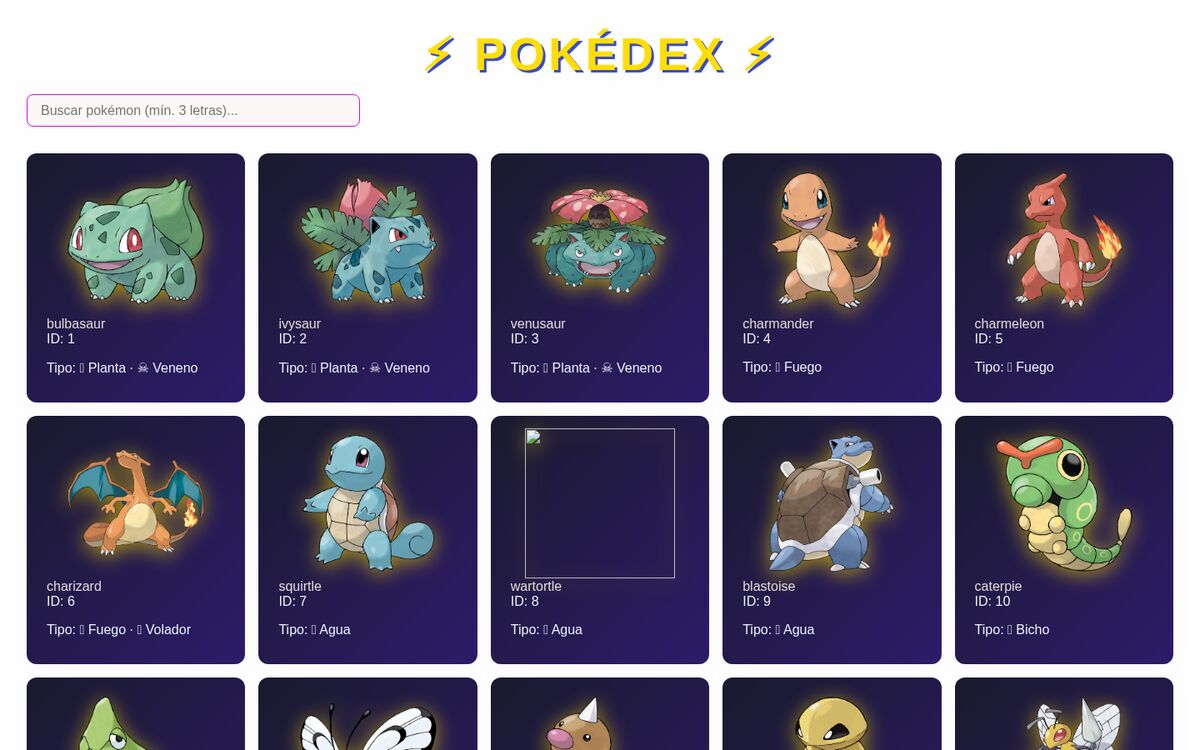 ⚡ POKÉDEX ⚡
Buscar pokémon (mín. 3 letras)...
bulbasaur
ID: 1
Tipo: Planta · ☠ Veneno
ivysaur
ID: 2
Tipo: Planta · ☠ Veneno
venusaur
ID: 3
Tipo: Planta · ☠ Veneno
charmander
ID: 4
Tipo: Fuego
charmeleon
ID: 5
Tipo: Fuego
charizard
ID: 6
Tipo: Fuego · Volador
squirtle
ID: 7
Tipo: Agua
wartortle
ID: 8
Tipo: Agua
blastoise
ID: 9
Tipo: Agua
caterpie
ID: 10
Tipo: Bicho